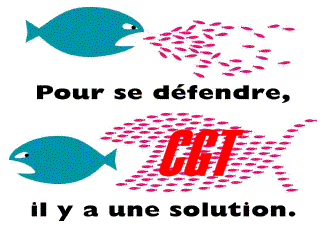 Pour se défendre,
CGT
il y a une solution.